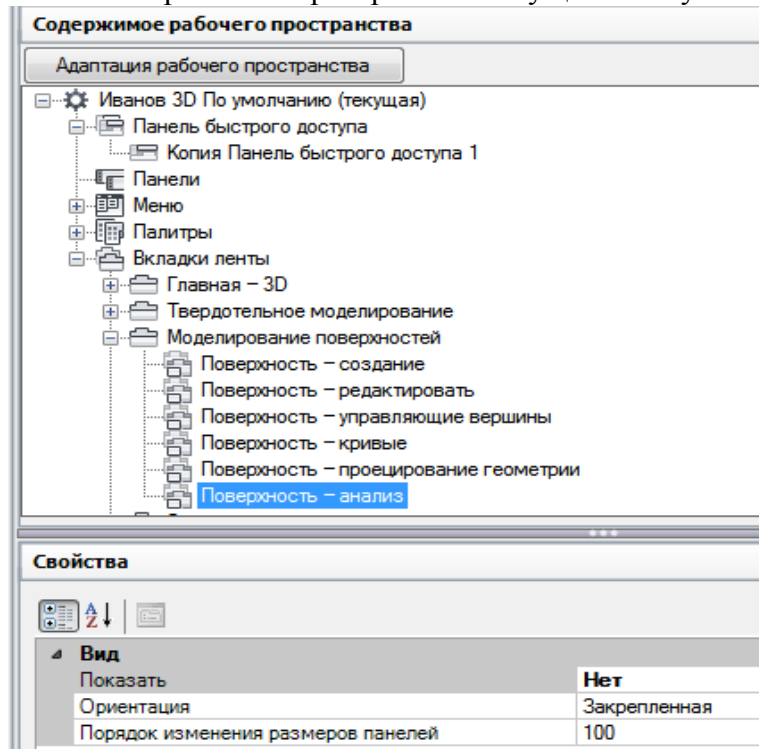 Содержимое рабочего пространства
Адаптация рабочего пространства
Иванов 3D По умолчанию (текущая)
Панель быстрого доступа
Копия Панель быстрого доступа 1
Панели
Меню
Палитры
Вкладки ленты
Главная – 3D
Твердотельное моделирование
Моделирование поверхностей
Поверхность – создание
Поверхность – редактировать
Поверхность – управляющие вершины
Поверхность – кривые
Поверхность – проецирование геометрии
Поверхность – анализ
Свойства
Вид
Показать Нет
Ориентация Закрепленная
Порядок изменения размеров панелей 100